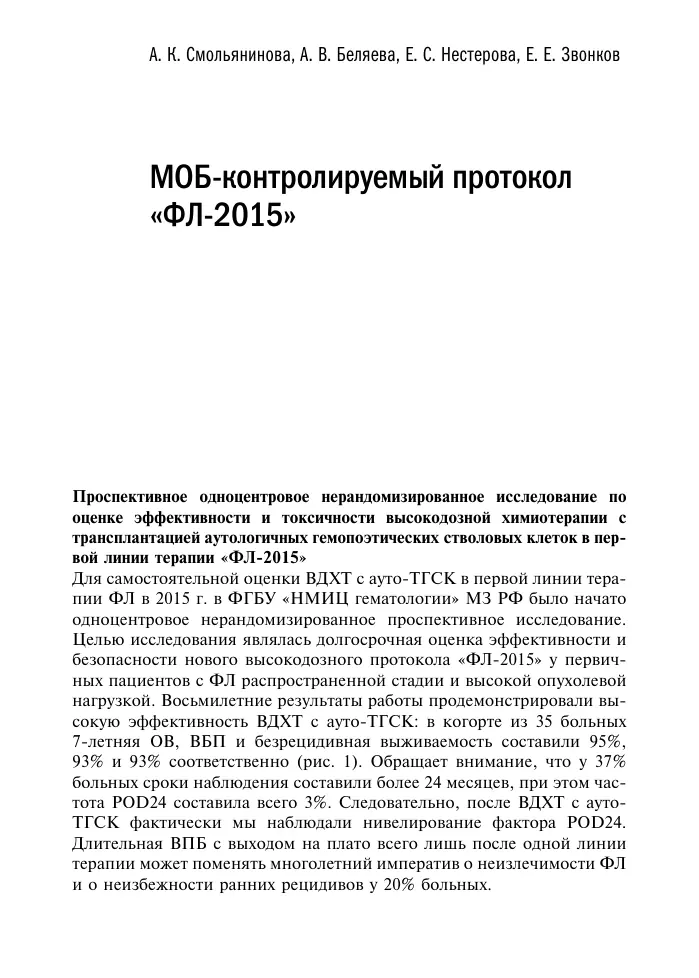 А. К. Смольянинова, А. В. Беляева, Е. С. Нестерова, Е. Е. Звонков
МОБ-контролируемый протокол
«ФЛ-2015»
Проспективное одноцентровое нерандомизированное исследование по
оценке эффективности и токсичности высокодозной химиотерапии с
трансплантацией аутологичных гемопоэтических стволовых клеток в пер-
вой линии терапии «ФЛ-2015»
Для самостоятельной оценки ВДХТ с ауто-ТГСК в первой линии тера-
пии ФЛ в 2015 г. в ФГБУ «НМИЦ гематологии» МЗ РФ было начато
одноцентровое нерандомизированное проспективное исследование.
Целью исследования являлась долгосрочная оценка эффективности и
безопасности нового высокодозного протокола «ФЛ-2015» у первич-
ных пациентов с ФЛ распространенной стадии и высокой опухолевой
нагрузкой. Восьмилетние результаты работы продемонстрировали вы-
сокую эффективность ВДХТ с ауто-ТГСК: в когорте из 35 больных
7-летняя ОВ, ВБП и безрецидивная выживаемость составили 95%,
93% и 93% соответственно (рис. 1). Обращает внимание, что у 37%
больных сроки наблюдения составили более 24 месяцев, при этом час-
тота POD24 составила всего 3%. Следовательно, после ВДХТ с ауто-
ТГСК фактически мы наблюдали нивелирование фактора POD24.
Длительная ВПБ с выходом на плато всего лишь после одной линии
терапии может поменять многолетний императив о неизлечимости ФЛ
и о неизбежности ранних рецидивов у 20% больных.